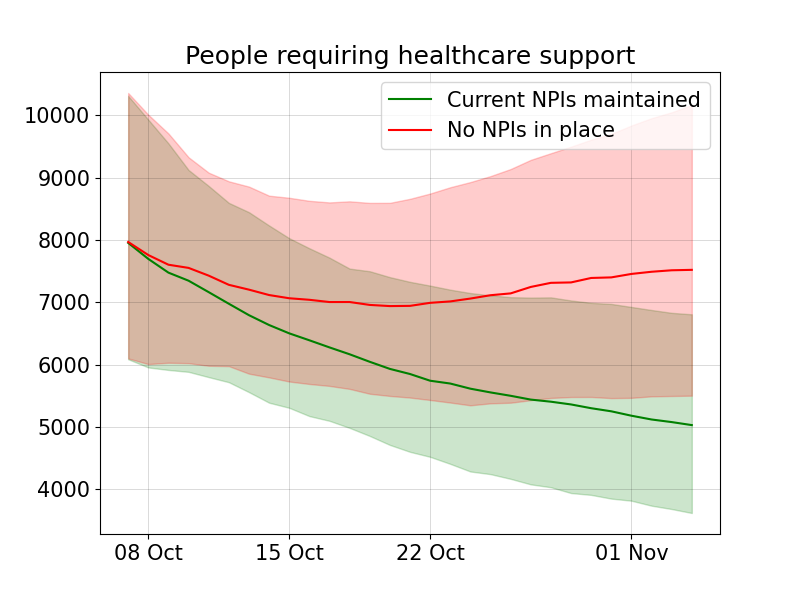 People requiring healthcare support
Current NPIs maintained
No NPIs in place
10000
9000
8000
7000
6000
5000
4000
08 Oct
15 Oct
22 Oct
01 Nov